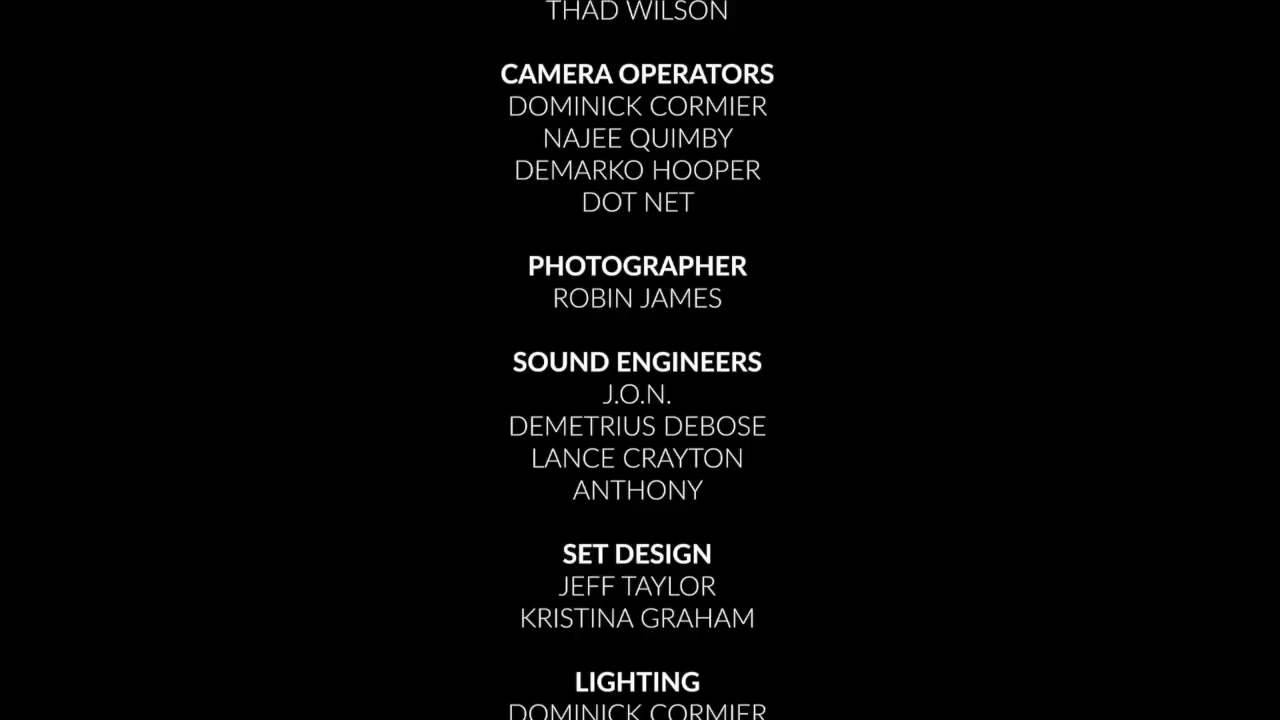 THAD WILSON
CAMERA OPERATORS
DOMINICK CORMIER
NAJEE QUIMBY
DEMARKO HOOPER
DOT NET
PHOTOGRAPHER
ROBIN JAMES
SOUND ENGINEERS
J.O.N.
DEMETRIUS DEBOSE
LANCE CRAYTON
ANTHONY
SET DESIGN
JEFF TAYLOR
KRISTINA GRAHAM
LIGHTING
DOMINICK CORMIER